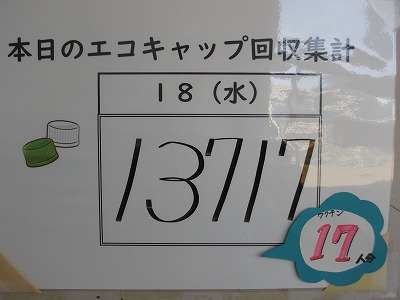 本日のエコキャップ回収集計
18（水）
13717
ワクチン
17
人分